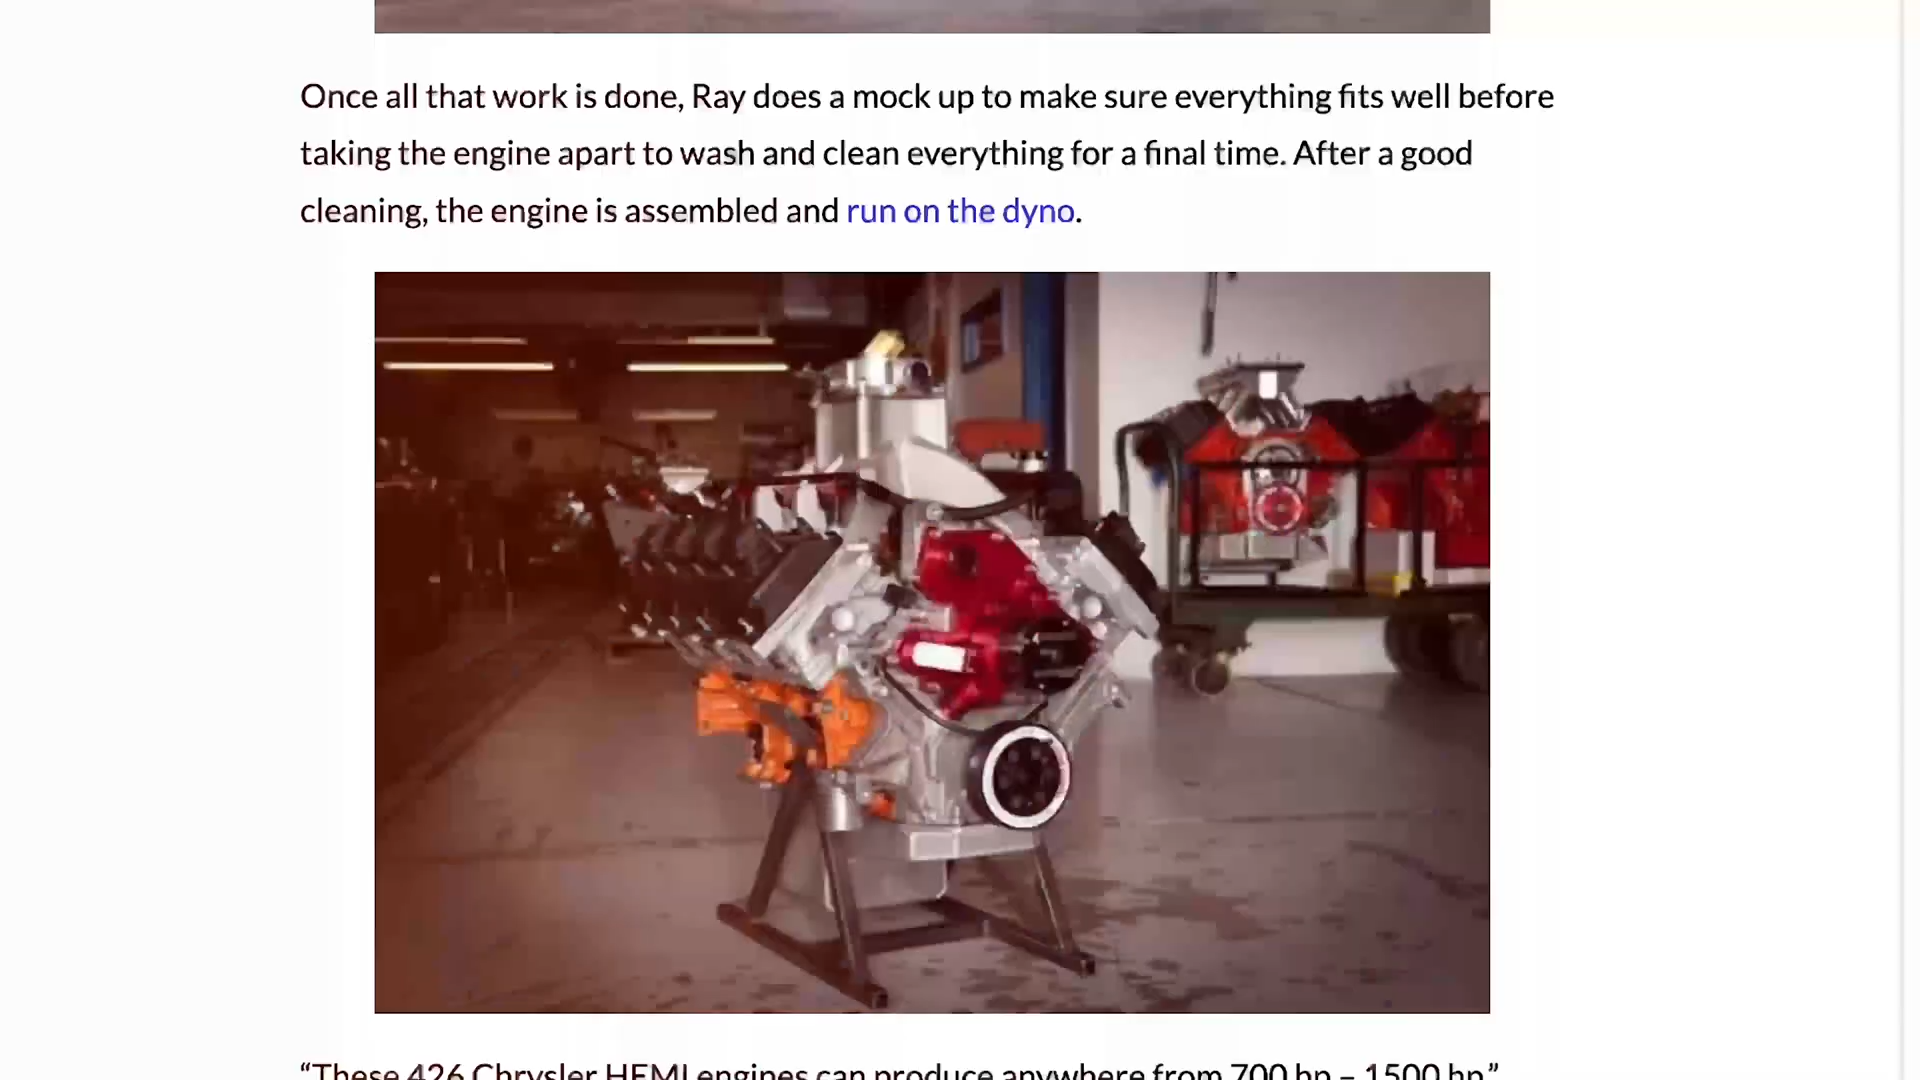 Once all that work is done, Ray does a mock up to make sure everything fits well before
taking the engine apart to wash and clean everything for a final time. After a good
cleaning, the engine is assembled and run on the dyno.
“These 426 Chrysler HEMI engines can produce anywhere from 700 hp – 1500 hp”